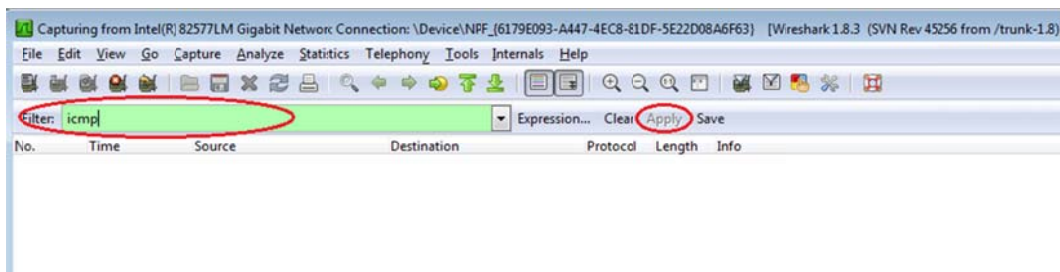 Capturing from Intel(R) 82577LM Gigabit Network Connection: \Device\NPF_{6179E093-A447-4EC8-81DF-5E22D08A6F63} [Wireshark 1.8.3 (SVN Rev 45256 from /trunk-1.8)
File Edit View Go Capture Analyze Statistics Telephony Tools Internals Help
Filter: icmp Expression... Clear Apply Save
No. Time Source Destination Protocol Length Info